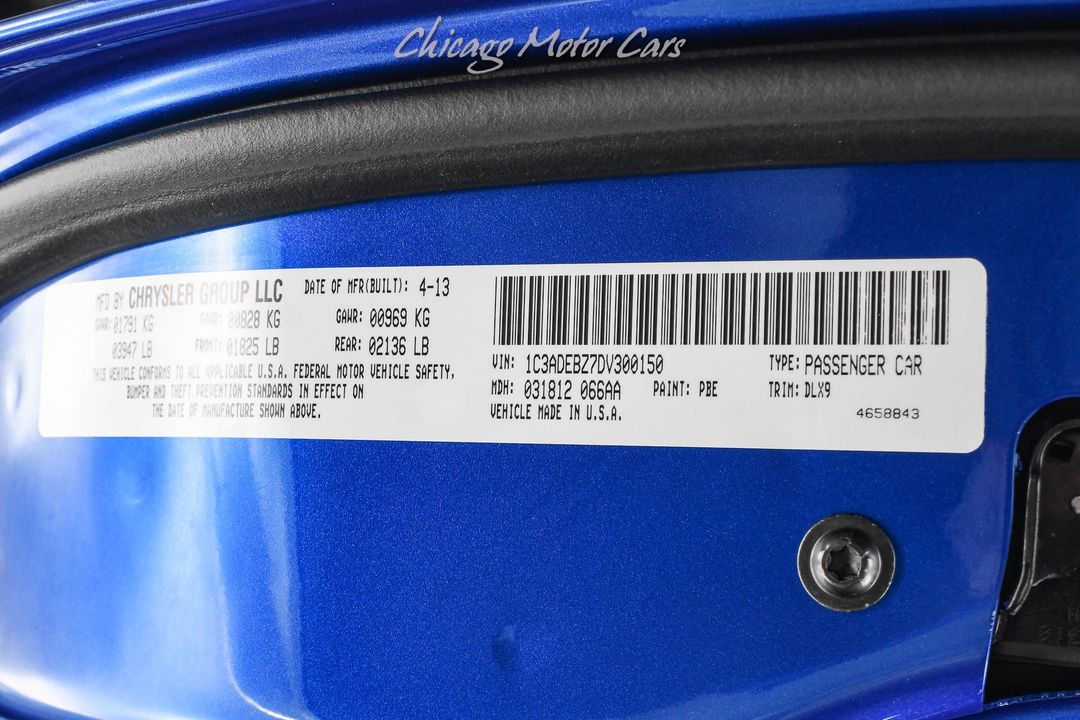 Chicago Motor Cars
MFD BY CHRYSLER GROUP LLC DATE OF MFR(BUILT): 4-13
GVWR: 01791 KG GAWR: 00828 KG GAWR: 00969 KG
03947 LB FRONT: 01825 LB REAR: 02136 LB
THIS VEHICLE CONFORMS TO ALL APPLICABLE U.S.A. FEDERAL MOTOR VEHICLE SAFETY,
BUMPER AND THEFT PREVENTION STANDARDS IN EFFECT ON
THE DATE OF MANUFACTURE SHOWN ABOVE.
VIN: 1C3ADEBZ7DV300150 TYPE: PASSENGER CAR
MDH: 031812 066AA PAINT: PBE TRIM: DLX9
VEHICLE MADE IN U.S.A. 4658843